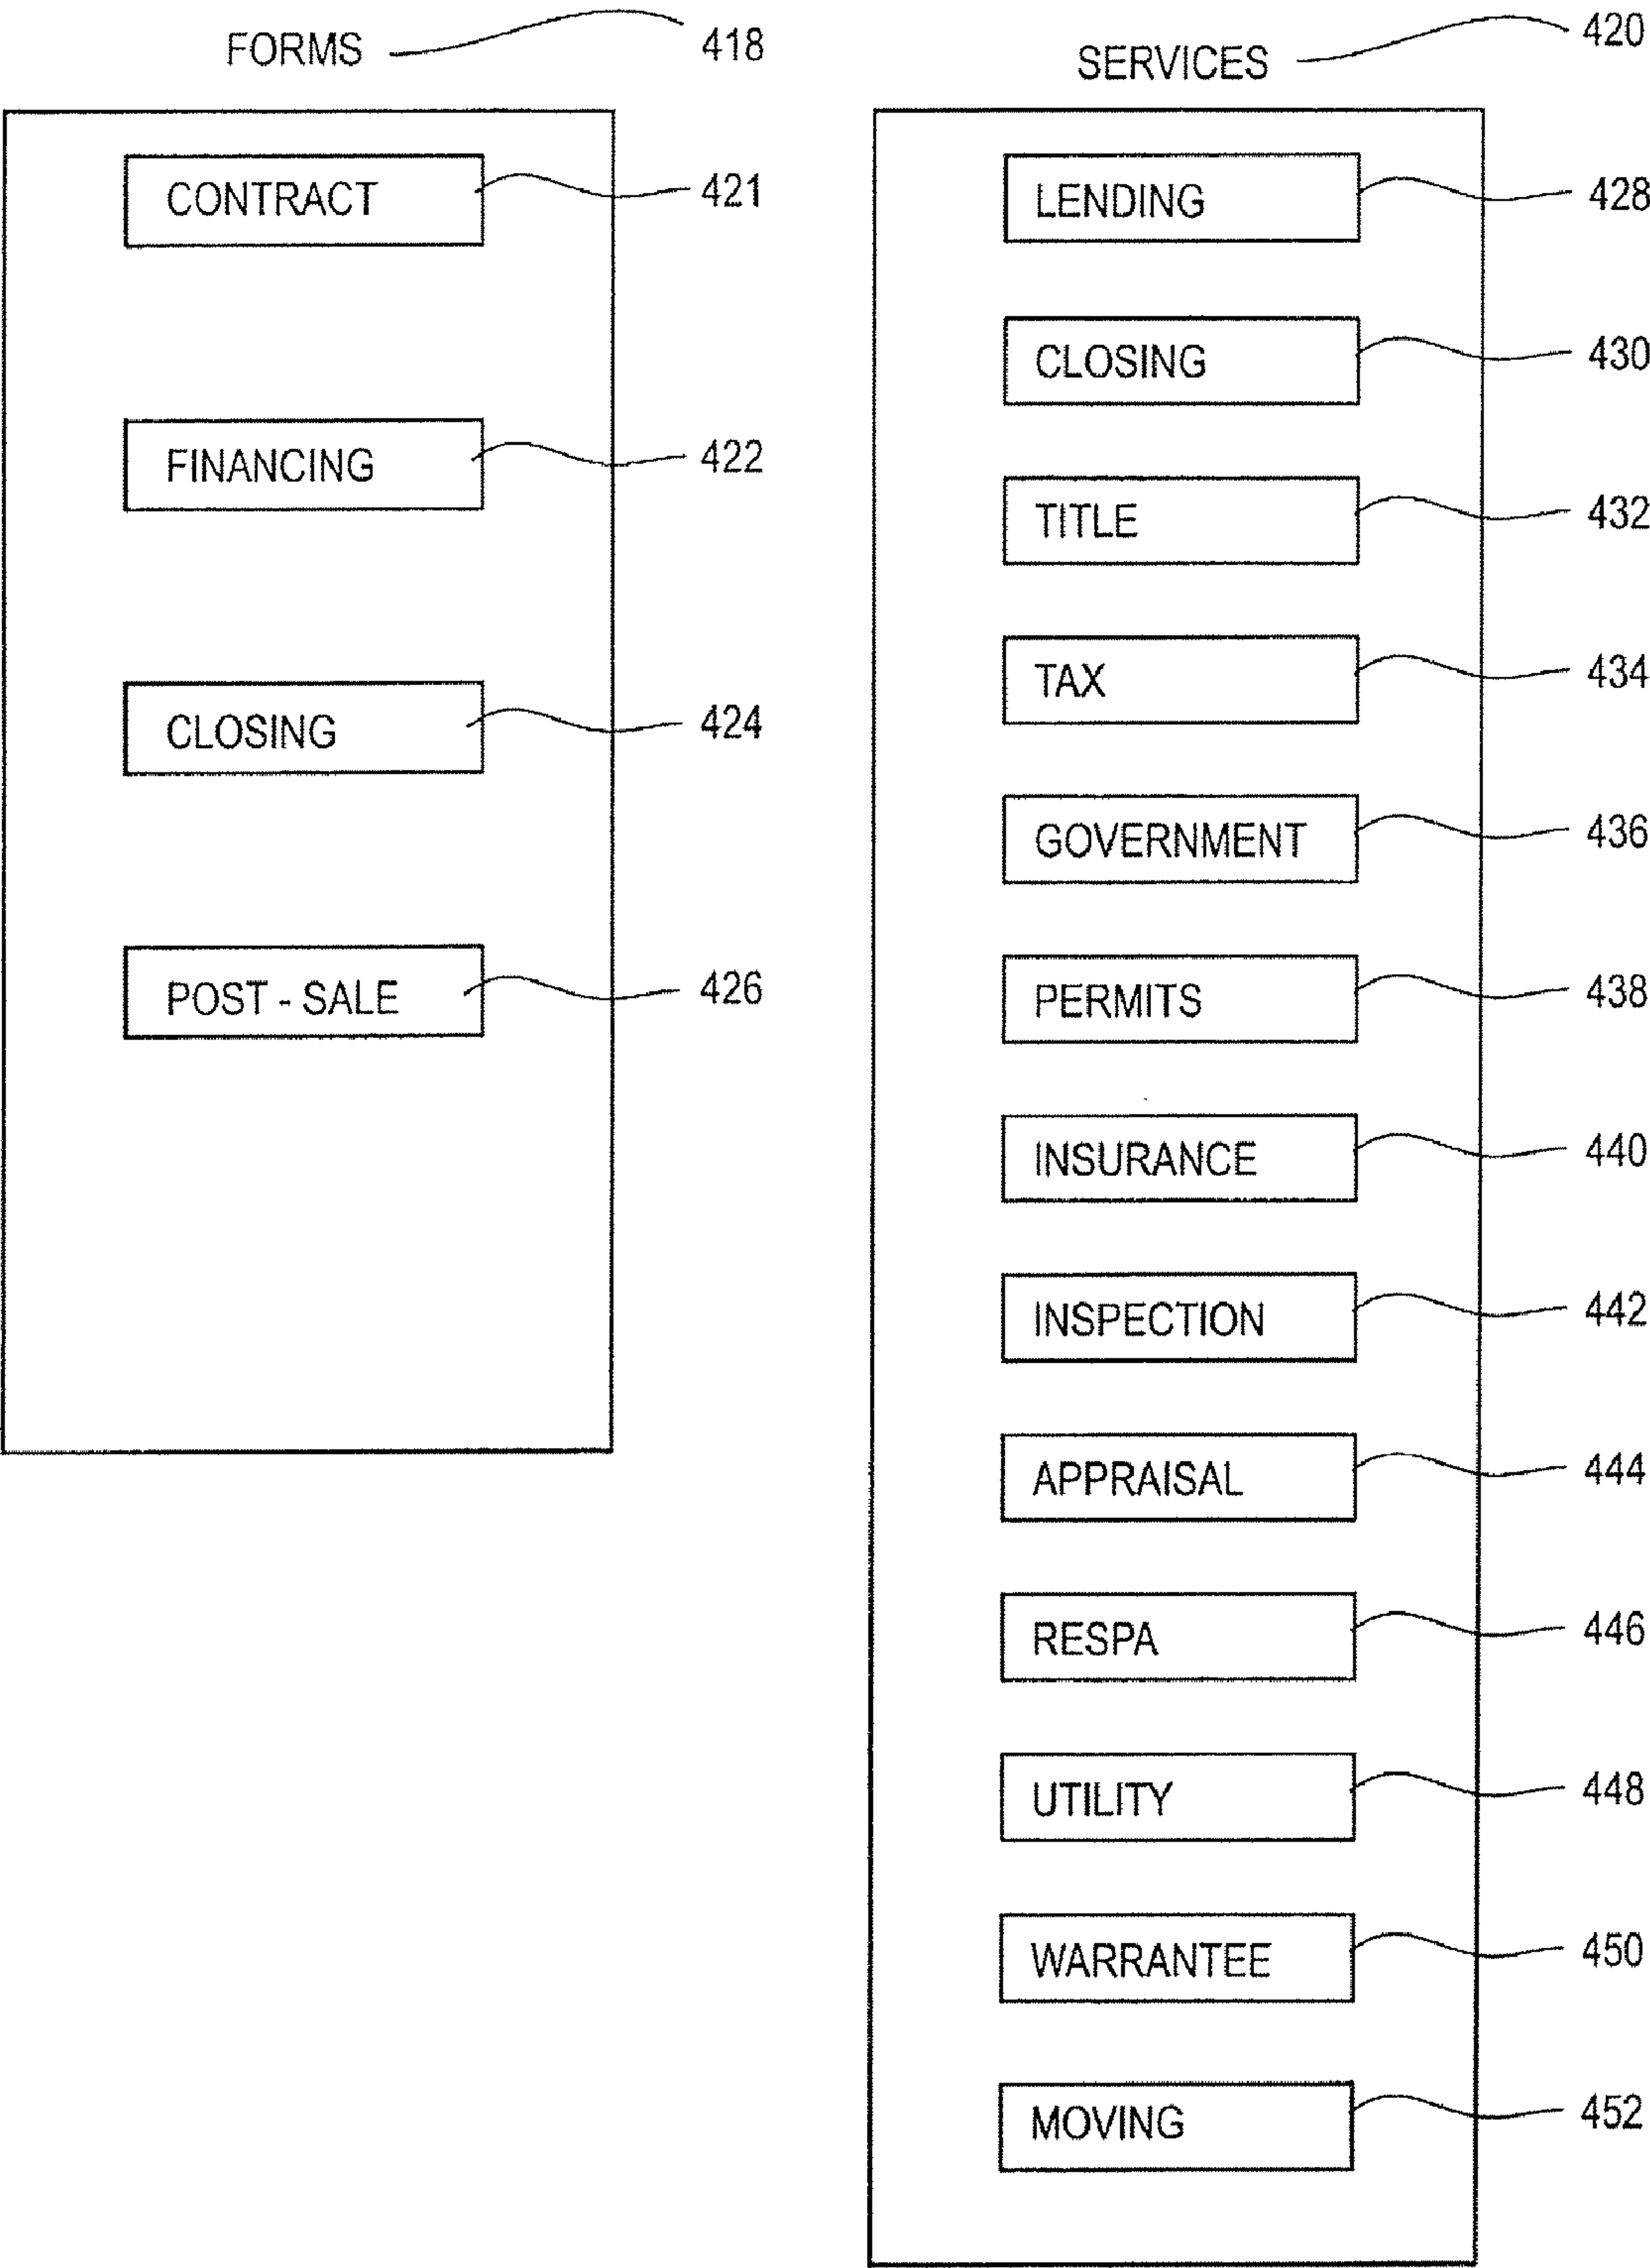 FORMS 418
CONTRACT 421
FINANCING 422
CLOSING 424
POST - SALE 426
SERVICES 420
LENDING 428
CLOSING 430
TITLE 432
TAX 434
GOVERNMENT 436
PERMITS 438
INSURANCE 440
INSPECTION 442
APPRAISAL 444
RESPA 446
UTILITY 448
WARRANTEE 450
MOVING 452